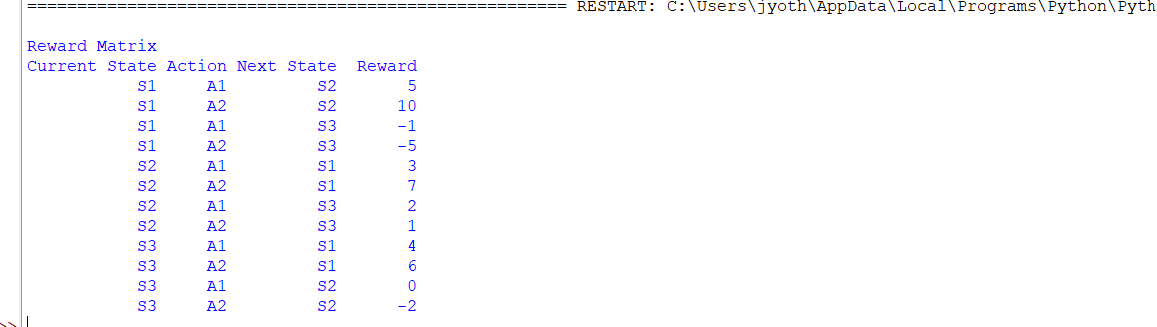 ====================================================== RESTART: C:\Users\jyoth\AppData\Local\Programs\Python\Pyth
Reward Matrix
Current State Action Next State  Reward
           S1     A1         S2       5
           S1     A2         S2      10
           S1     A1         S3      -1
           S1     A2         S3      -5
           S2     A1         S1       3
           S2     A2         S1       7
           S2     A1         S3       2
           S2     A2         S3       1
           S3     A1         S1       4
           S3     A2         S1       6
           S3     A1         S2       0
           S3     A2         S2      -2
>>